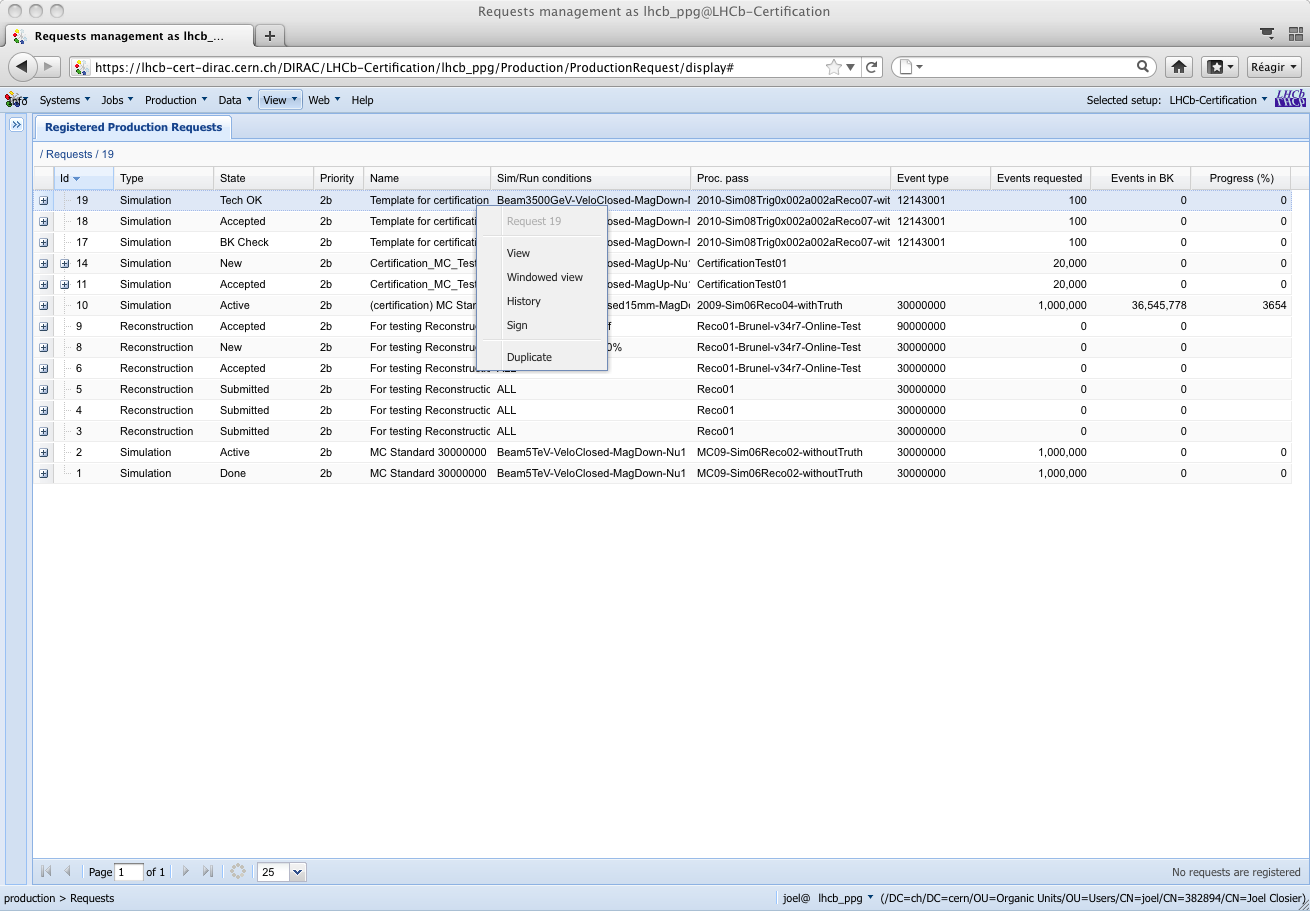 Requests management as lhcb_ppg@LHCb-Certification
Requests management as lhcb_...
https://lhcb-cert-dirac.cern.ch/DIRAC/LHCb-Certification/lhcb_ppg/Production/ProductionRequest/display#
Réagir
Systems Jobs Production Data View Web Help Selected setup: LHCb-Certification LHCb
Registered Production Requests
/ Requests / 19
Id Type State Priority Name Sim/Run conditions Proc. pass Event type Events requested Events in BK Progress (%)
19 Simulation Tech OK 2b Template for certification Beam3500GeV-VeloClosed-MagDown-N 2010-Sim08Trig0x002a002aReco07-wit 12143001 100 0 0
18 Simulation Accepted 2b Template for certificati osed-MagDown-N 2010-Sim08Trig0x002a002aReco07-wit 12143001 100 0 0
17 Simulation BK Check 2b Template for certificati osed-MagDown-N 2010-Sim08Trig0x002a002aReco07-wit 12143001 100 0 0
14 Simulation New 2b Certification_MC_Test osed-MagUp-Nu1 CertificationTest01 20,000 0 0
11 Simulation Accepted 2b Certification_MC_Test osed-MagUp-Nu1 CertificationTest01 20,000 0 0
10 Simulation Active 2b (certification) MC Star sed15mm-MagDo 2009-Sim06Reco04-withTruth 30000000 1,000,000 36,545,778 3654
9 Reconstruction Accepted 2b For testing Reconstru f Reco01-Brunel-v34r7-Online-Test 90000000 0 0
8 Reconstruction New 2b For testing Reconstru 0% Reco01-Brunel-v34r7-Online-Test 30000000 0 0
6 Reconstruction Accepted 2b For testing Reconstru ALL Reco01-Brunel-v34r7-Online-Test 30000000 0 0
5 Reconstruction Submitted 2b For testing Reconstructic ALL Reco01 30000000 0 0
4 Reconstruction Submitted 2b For testing Reconstructic ALL Reco01 30000000 0 0
3 Reconstruction Submitted 2b For testing Reconstructic ALL Reco01 30000000 0 0
2 Simulation Active 2b MC Standard 30000000 Beam5TeV-VeloClosed-MagDown-Nu1 MC09-Sim06Reco02-withoutTruth 30000000 1,000,000 0 0
1 Simulation Done 2b MC Standard 30000000 Beam5TeV-VeloClosed-MagDown-Nu1 MC09-Sim06Reco02-withoutTruth 30000000 1,000,000 0 0
Request 19
View
Windowed view
History
Sign
Duplicate
Page 1 of 1 25 No requests are registered
production > Requests joel@ lhcb_ppg (/DC=ch/DC=cern/OU=Organic Units/OU=Users/CN=joel/CN=382894/CN=Joel Closier)